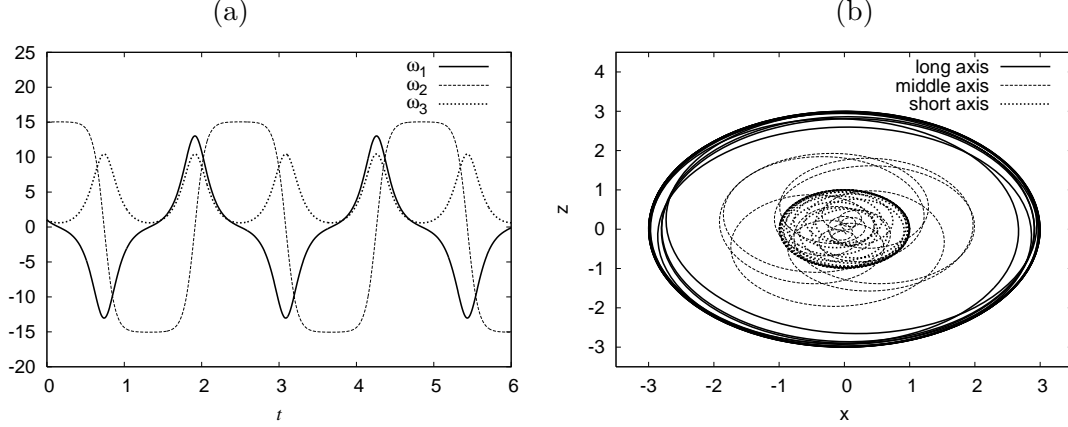 (a)
25
20
15
10
5
0
-5
-10
-15
-20
0 1 2 3 4 5 6
t
ω1
ω2
ω3
(b)
4
3
2
1
0
-1
-2
-3
-3 -2 -1 0 1 2 3
x
z
long axis
middle axis
short axis